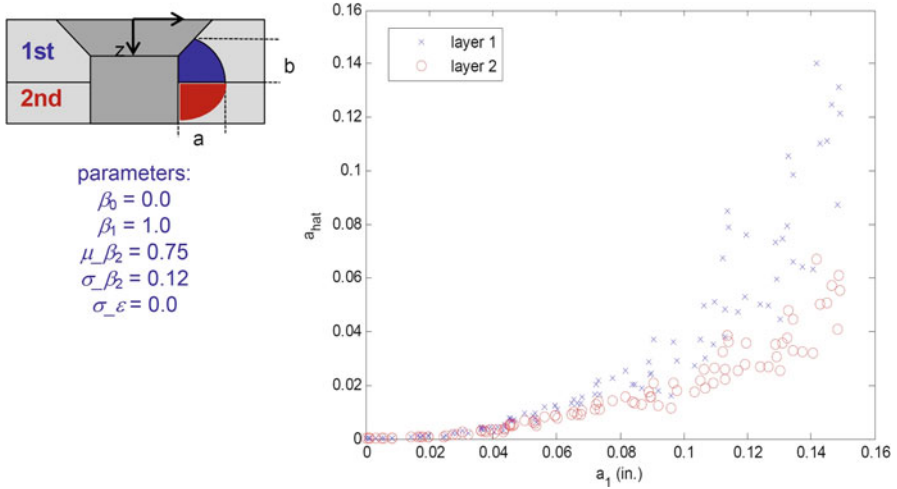 1st
2nd
z
b
a
parameters:
β₀ = 0.0
β₁ = 1.0
μ_β₂ = 0.75
σ_β₂ = 0.12
σ_ε = 0.0
layer 1
layer 2
0.16
0.14
0.12
0.1
0.08
0.06
0.04
0.02
0
a_hat
0 0.02 0.04 0.06 0.08 0.1 0.12 0.14 0.16
a₁ (in.)